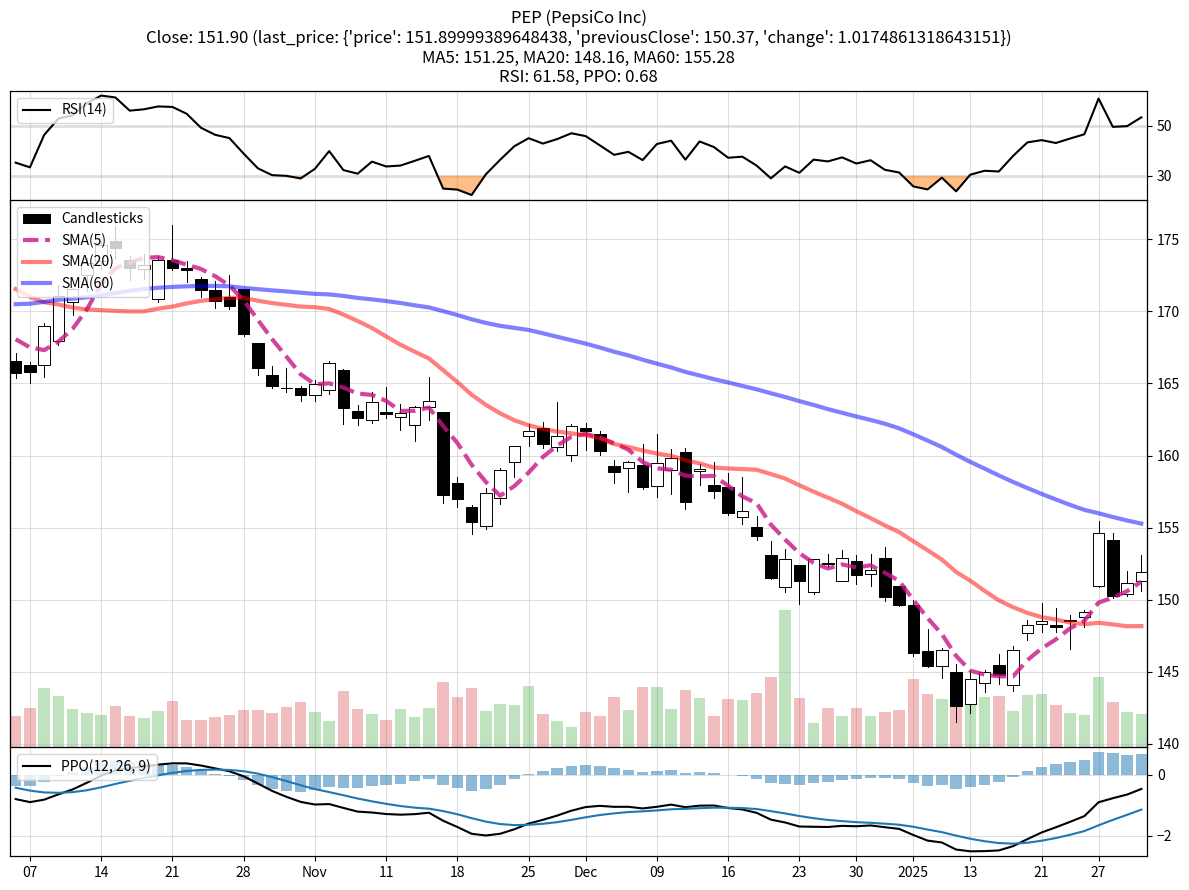 PEP (PepsiCo Inc)
Close: 151.90 (last_price: {'price': 151.89999389648438, 'previousClose': 150.37, 'change': 1.0174861318643151})
MA5: 151.25, MA20: 148.16, MA60: 155.28
RSI: 61.58, PPO: 0.68
RSI(14)
50
30
Candlesticks
SMA(5)
SMA(20)
SMA(60)
175
170
165
160
155
150
145
140
PPO(12, 26, 9)
0
−2
07 14 21 28 Nov 11 18 25 Dec 09 16 23 30 2025 13 21 27